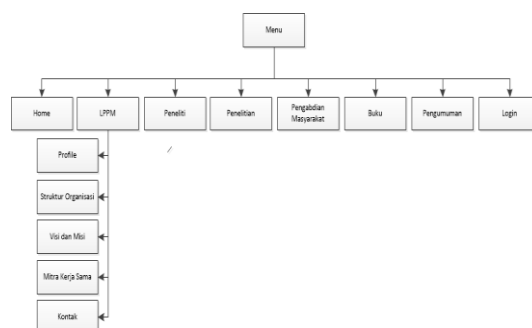 Menu
Home
LPPM
Peneliti
Penelitian
Pengabdian
Masyarakat
Buku
Pengumuman
Login
Profile
Struktur Organisasi
Visi dan Misi
Mitra Kerja Sama
Kontak